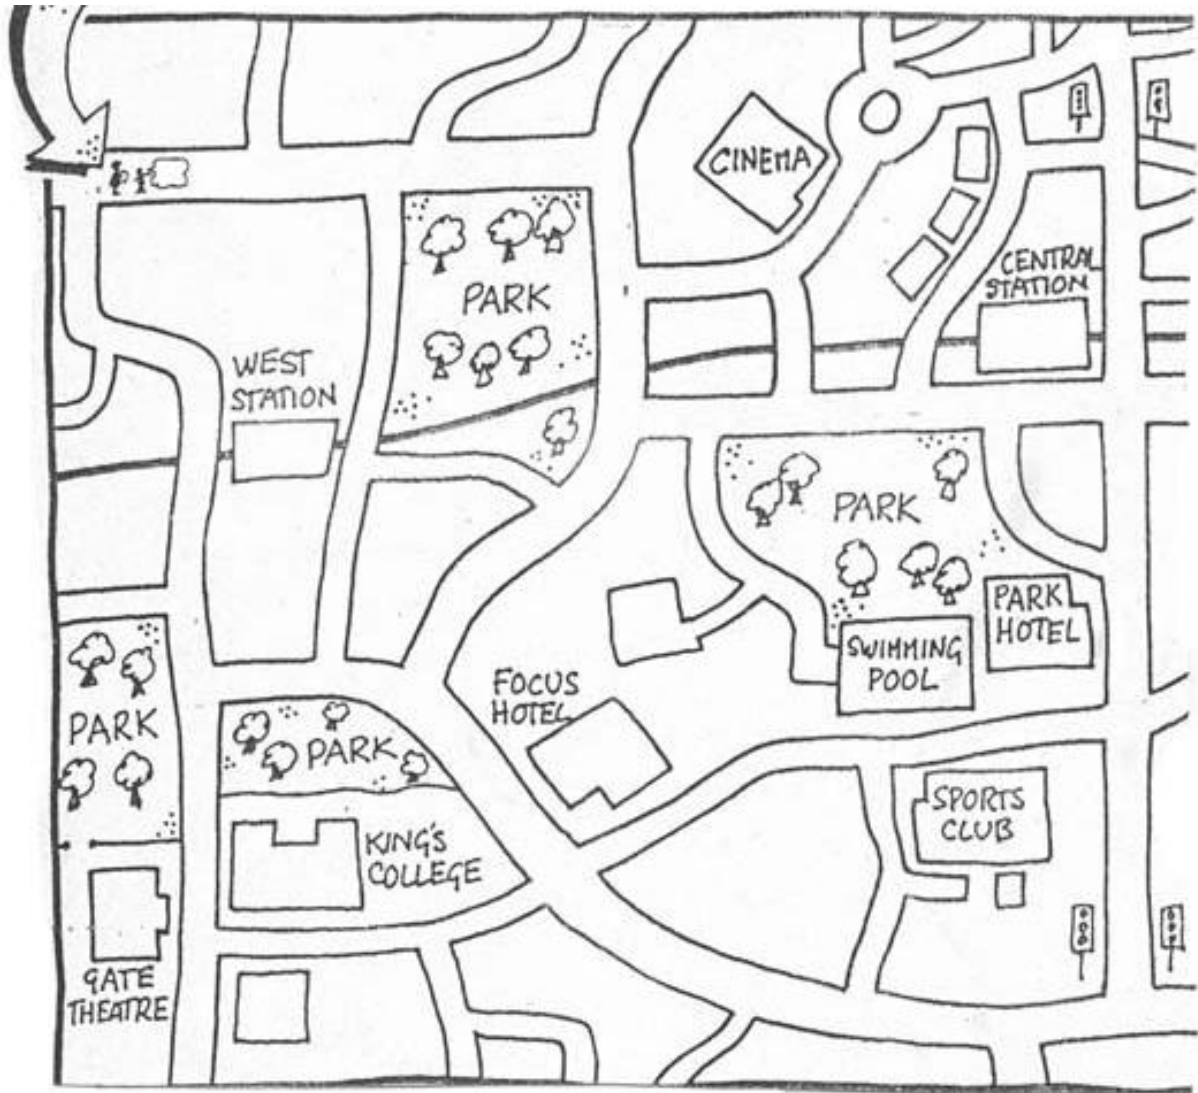 CINEMA
CENTRAL
STATION
PARK
WEST
STATION
PARK
PARK
HOTEL
SWIMMING
POOL
FOCUS
HOTEL
PARK
PARK
SPORTS
CLUB
KING'S
COLLEGE
GATE
THEATRE